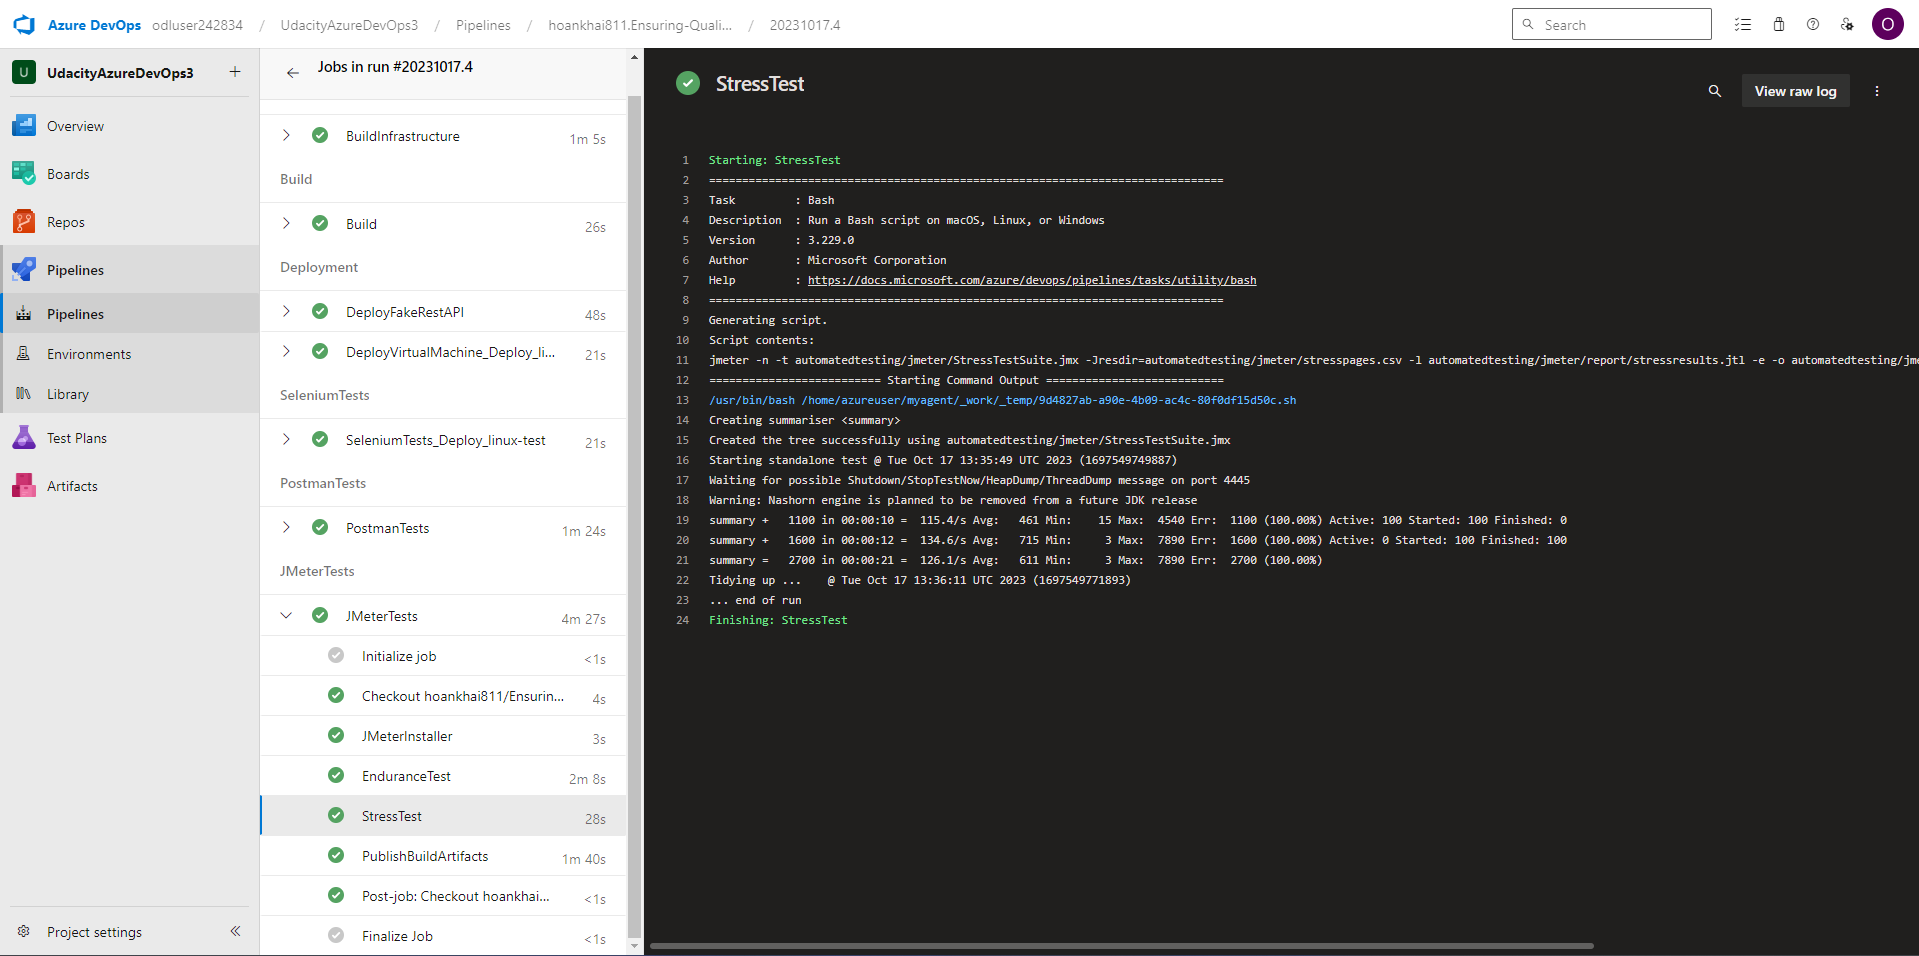 Azure DevOps odluser242834 / UdacityAzureDevOps3 / Pipelines / hoankhai811.Ensuring-Quali... / 20231017.4
Search
O
U UdacityAzureDevOps3 +
Overview
Boards
Repos
Pipelines
Pipelines
Environments
Library
Test Plans
Artifacts
Project settings
Jobs in run #20231017.4
BuildInfrastructure 1m 5s
Build
Build 26s
Deployment
DeployFakeRestAPI 48s
DeployVirtualMachine_Deploy_li... 21s
SeleniumTests
SeleniumTests_Deploy_linux-test 21s
PostmanTests
PostmanTests 1m 24s
JMeterTests
JMeterTests 4m 27s
Initialize job <1s
Checkout hoankhai811/Ensurin... 4s
JMeterInstaller 3s
EnduranceTest 2m 8s
StressTest 28s
PublishBuildArtifacts 1m 40s
Post-job: Checkout hoankhai... <1s
Finalize Job <1s
StressTest
View raw log
1 Starting: StressTest
2 ==============================================================================
3 Task         : Bash
4 Description  : Run a Bash script on macOS, Linux, or Windows
5 Version      : 3.229.0
6 Author       : Microsoft Corporation
7 Help         : https://docs.microsoft.com/azure/devops/pipelines/tasks/utility/bash
8 ==============================================================================
9 Generating script.
10 Script contents:
11 jmeter -n -t automatedtesting/jmeter/StressTestSuite.jmx -Jresdir=automatedtesting/jmeter/stresspages.csv -l automatedtesting/jmeter/report/stressresults.jtl -e -o automatedtesting/jme
12 ========================== Starting Command Output ===========================
13 /usr/bin/bash /home/azureuser/myagent/_work/_temp/9d4827ab-a90e-4b09-ac4c-80f0df15d50c.sh
14 Creating summariser <summary>
15 Created the tree successfully using automatedtesting/jmeter/StressTestSuite.jmx
16 Starting standalone test @ Tue Oct 17 13:35:49 UTC 2023 (1697549749887)
17 Waiting for possible Shutdown/StopTestNow/HeapDump/ThreadDump message on port 4445
18 Warning: Nashorn engine is planned to be removed from a future JDK release
19 summary +   1100 in 00:00:10 =  115.4/s Avg:   461 Min:    15 Max:  4540 Err:  1100 (100.00%) Active: 100 Started: 100 Finished: 0
20 summary +   1600 in 00:00:12 =  134.6/s Avg:   715 Min:     3 Max:  7890 Err:  1600 (100.00%) Active: 0 Started: 100 Finished: 100
21 summary =   2700 in 00:00:21 =  126.1/s Avg:   611 Min:     3 Max:  7890 Err:  2700 (100.00%)
22 Tidying up ...    @ Tue Oct 17 13:36:11 UTC 2023 (1697549771893)
23 ... end of run
24 Finishing: StressTest